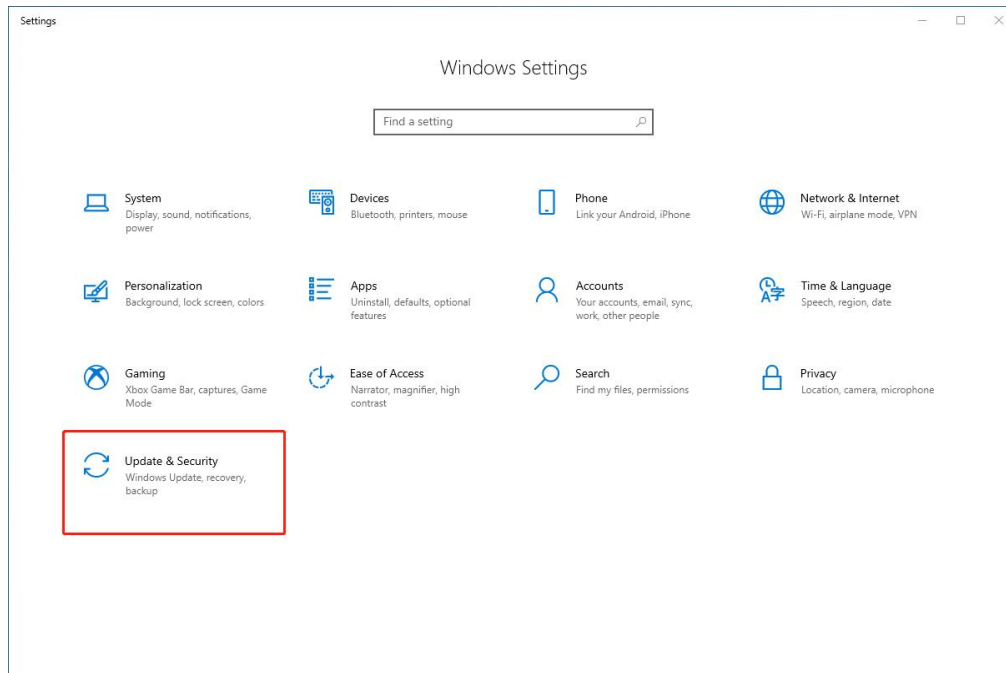 Settings
Windows Settings
Find a setting
System
Display, sound, notifications,
power
Devices
Bluetooth, printers, mouse
Phone
Link your Android, iPhone
Network & Internet
Wi-Fi, airplane mode, VPN
Personalization
Background, lock screen, colors
Apps
Uninstall, defaults, optional
features
Accounts
Your accounts, email, sync,
work, other people
Time & Language
Speech, region, date
Gaming
Xbox Game Bar, captures, Game
Mode
Ease of Access
Narrator, magnifier, high
contrast
Search
Find my files, permissions
Privacy
Location, camera, microphone
Update & Security
Windows Update, recovery,
backup